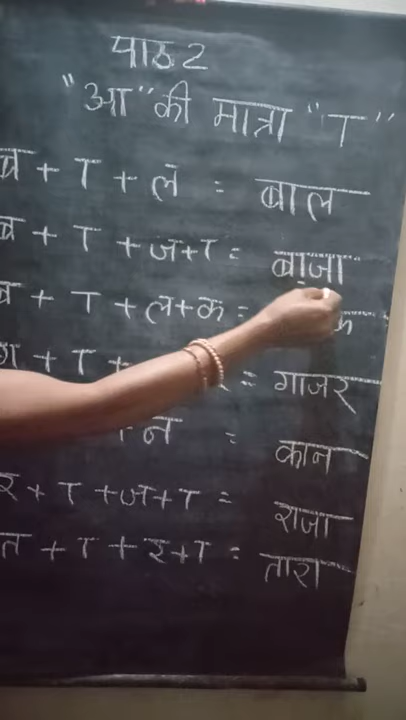 पाठ 2
"आ" की मात्रा "ा"
ब + ा + ल = बाल
ब + ा + ज + ा = बाजा
ब + ा + ल + क = क
ग + ा + = गाजर
+ न = कान
र + ा + ज + ा = राजा
त + ा + र + ा = तारा